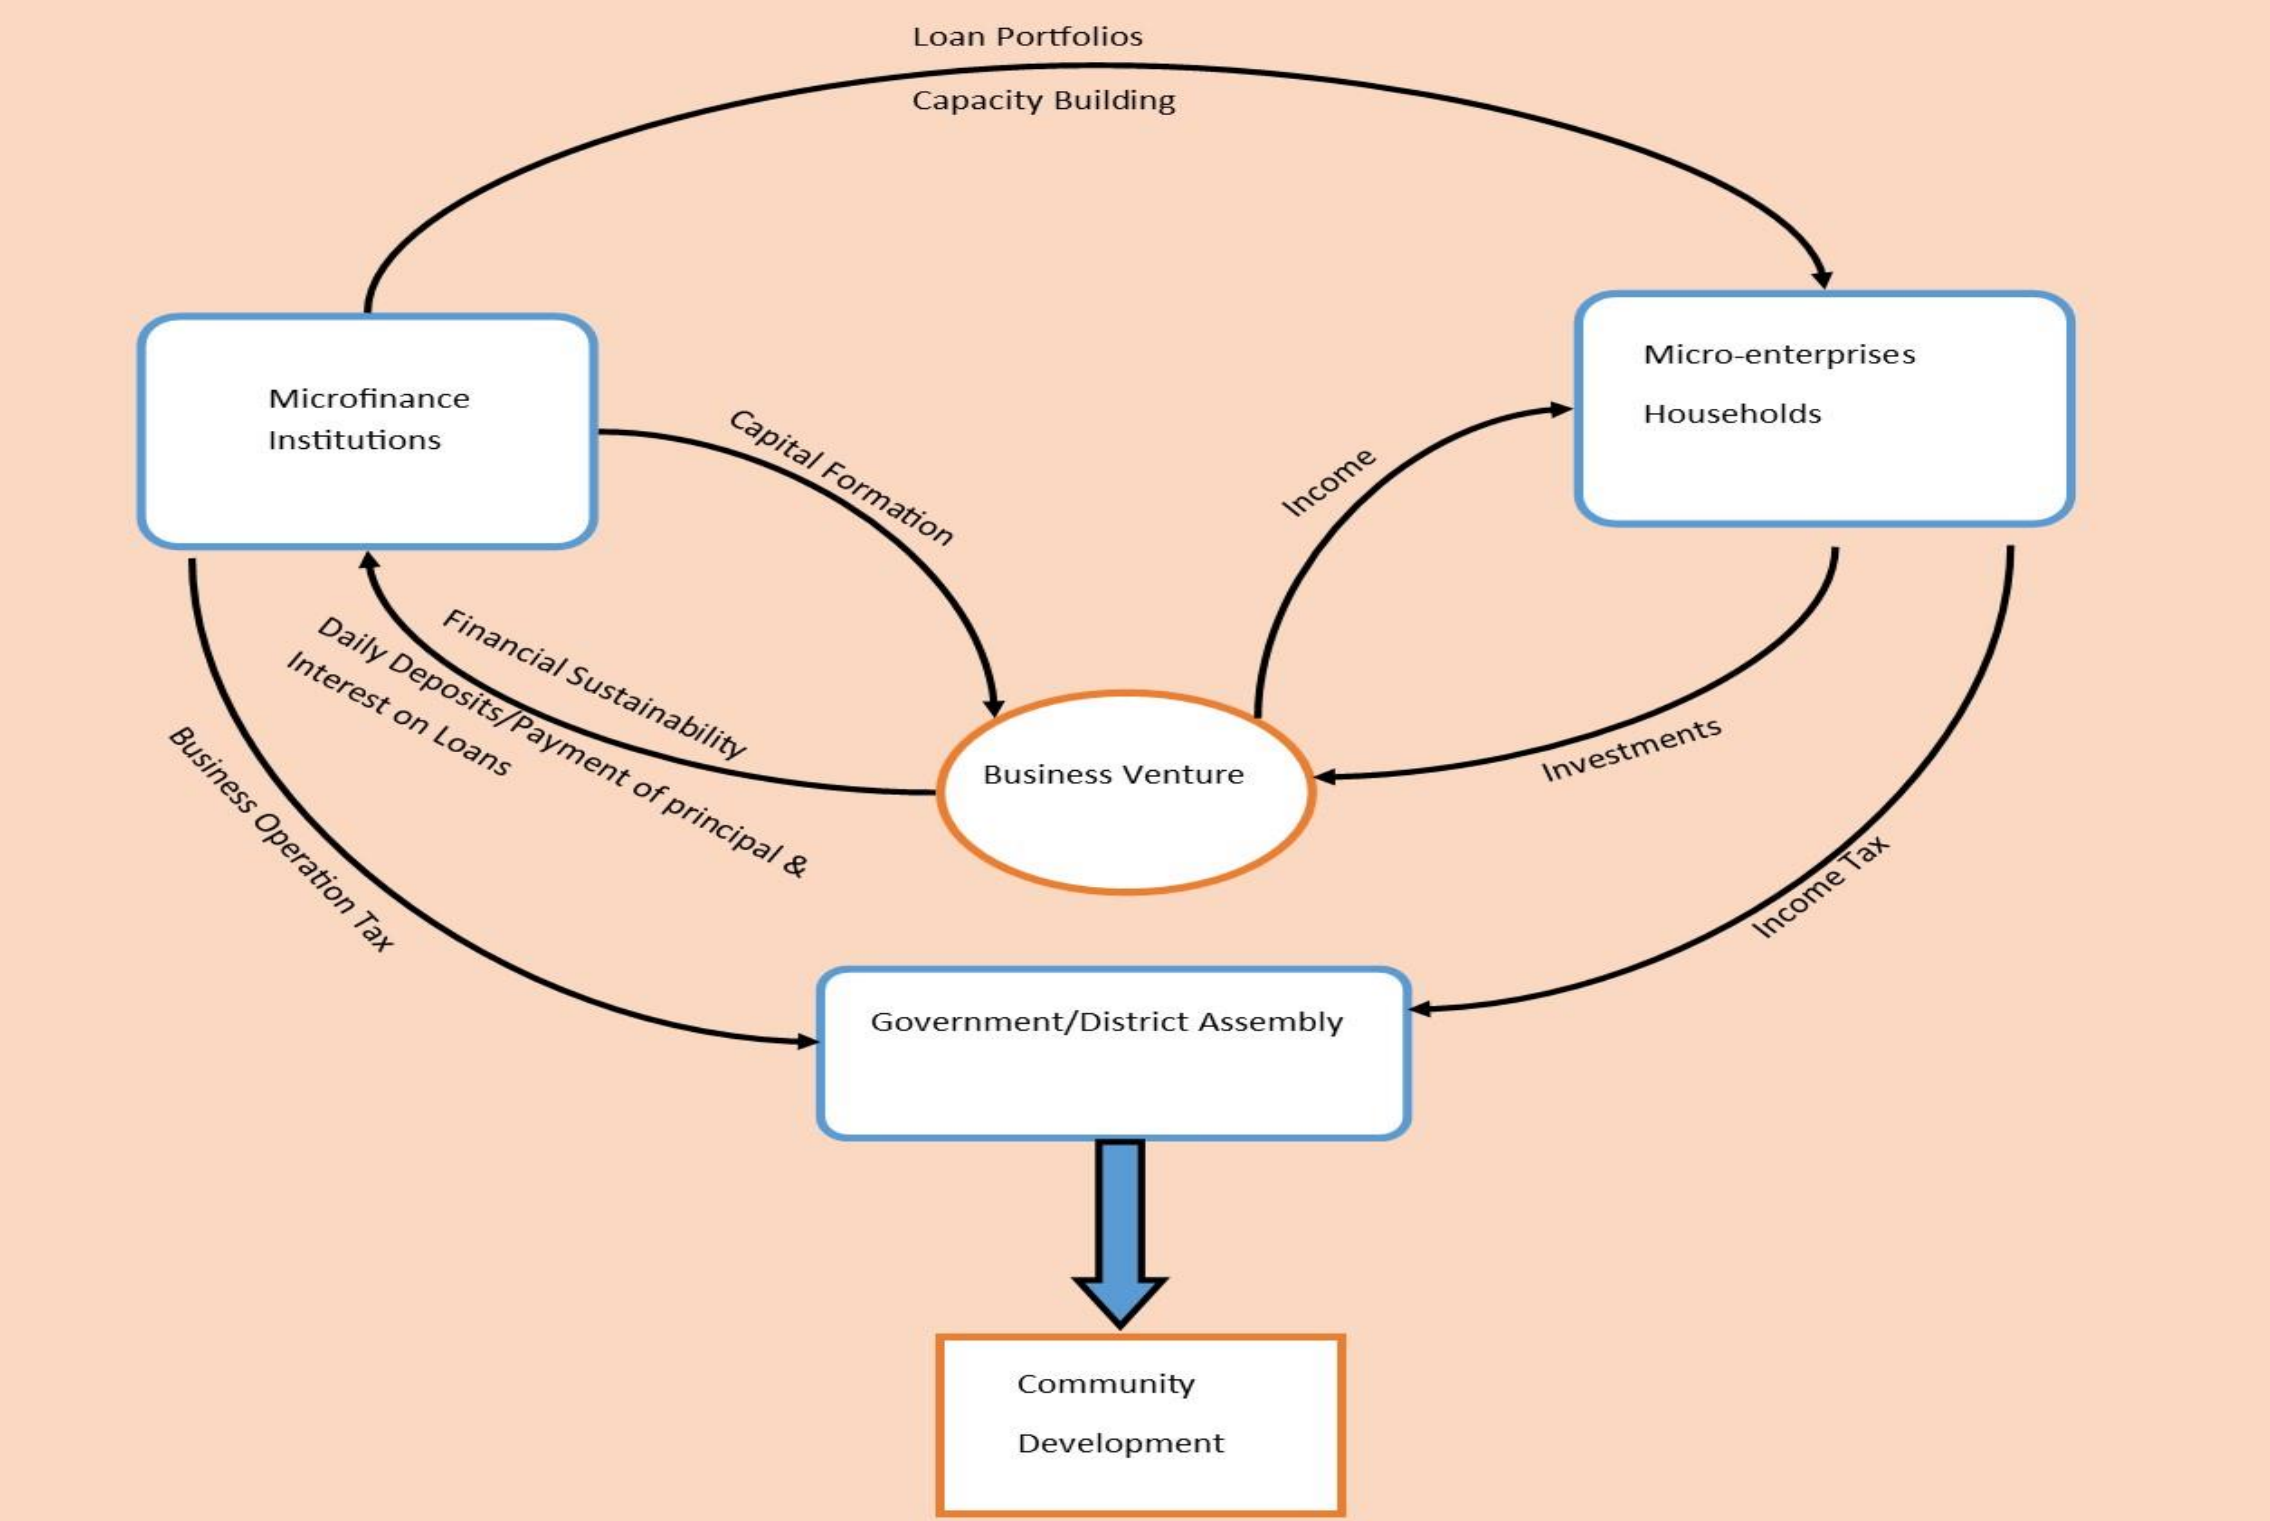 Loan Portfolios
Capacity Building
Microfinance
Institutions
Micro-enterprises
Households
Capital Formation
Income
Financial Sustainability
Daily Deposits/Payment of principal &
Interest on Loans
Business Operation Tax
Business Venture
Investments
Income Tax
Government/District Assembly
Community
Development